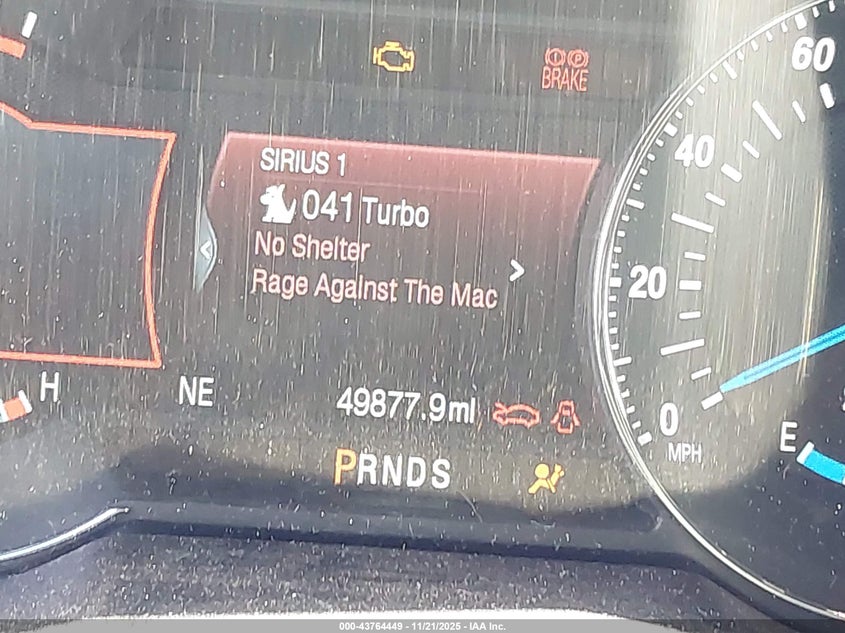 60
BRAKE
SIRIUS 1
40
041 Turbo
No Shelter
Rage Against The Mac
20
H
NE
49877.9mi
0
MPH
E
PRNDS
000-43764449 - 11/21/2025 - IAA Inc.